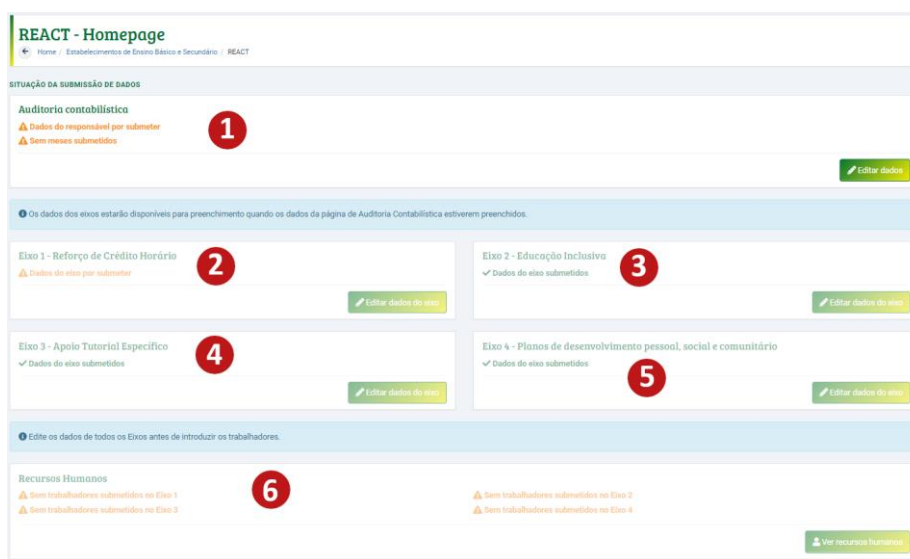 REACT - Homepage
Home / Estabelecimentos de Ensino Básico e Secundário / REACT
SITUAÇÃO DA SUBMISSÃO DE DADOS
Auditoria contabilística
Dados do responsável por submeter
1
Sem meses submetidos
Editar dados
Os dados dos eixos estarão disponíveis para preenchimento quando os dados da página de Auditoria Contabilística estiverem preenchidos.
Eixo 1 - Reforço de Crédito Horário
2
Dados do eixo por submeter
Editar dados do eixo
Eixo 2 - Educação Inclusiva
3
Dados do eixo submetidos
Editar dados do eixo
Eixo 3 - Apoio Tutorial Específico
4
Dados do eixo submetidos
Editar dados do eixo
Eixo 4 - Planos de desenvolvimento pessoal, social e comunitário
Dados do eixo submetidos
5
Editar dados do eixo
Edite os dados de todos os Eixos antes de introduzir os trabalhadores.
Recursos Humanos
6
Sem trabalhadores submetidos no Eixo 1
Sem trabalhadores submetidos no Eixo 2
Sem trabalhadores submetidos no Eixo 3
Sem trabalhadores submetidos no Eixo 4
Ver recursos humanos